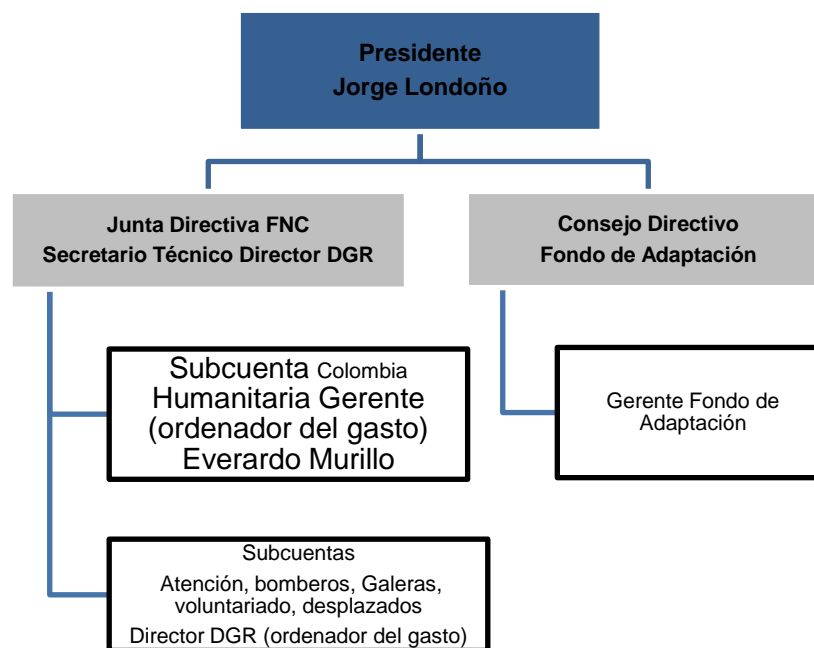 Presidente
Jorge Londoño
Junta Directiva FNC
Secretario Técnico Director DGR
Consejo Directivo
Fondo de Adaptación
Subcuenta Colombia
Humanitaria Gerente
(ordenador del gasto)
Everardo Murillo
Gerente Fondo de
Adaptación
Subcuentas
Atención, bomberos, Galeras,
voluntariado, desplazados
Director DGR (ordenador del gasto)